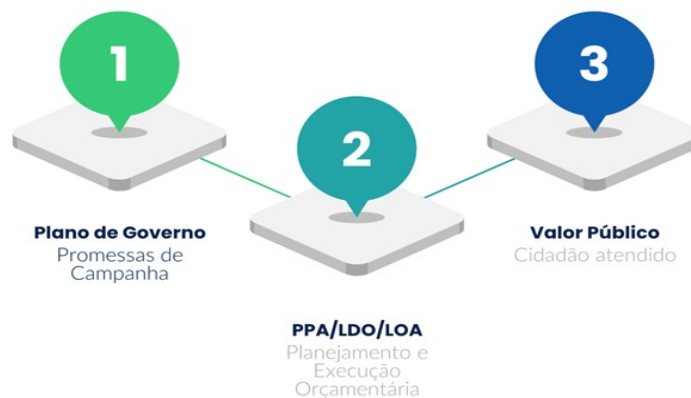 1
Plano de Governo
Promessas de
Campanha
2
PPA/LDO/LOA
Planejamento e
Execução
Orçamentária
3
Valor Público
Cidadão atendido